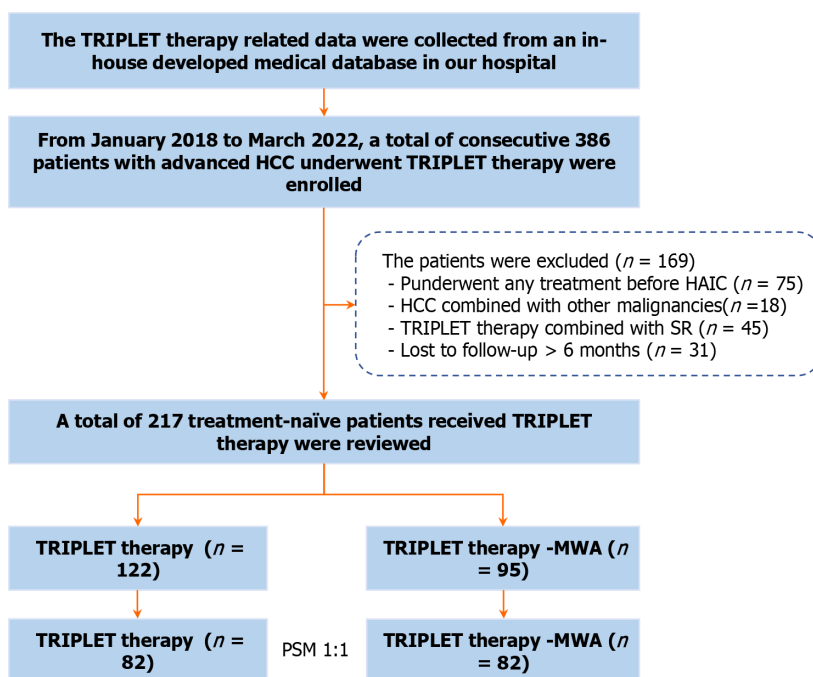 The TRIPLET therapy related data were collected from an in-
house developed medical database in our hospital
From January 2018 to March 2022, a total of consecutive 386
patients with advanced HCC underwent TRIPLET therapy were
enrolled
The patients were excluded (n = 169)
- Punderwent any treatment before HAIC (n = 75)
- HCC combined with other malignancies(n =18)
- TRIPLET therapy combined with SR (n = 45)
- Lost to follow-up > 6 months (n = 31)
A total of 217 treatment-naïve patients received TRIPLET
therapy were reviewed
TRIPLET therapy (n =
122)
TRIPLET therapy -MWA (n
= 95)
TRIPLET therapy (n =
82)
PSM 1:1
TRIPLET therapy -MWA (n
= 82)